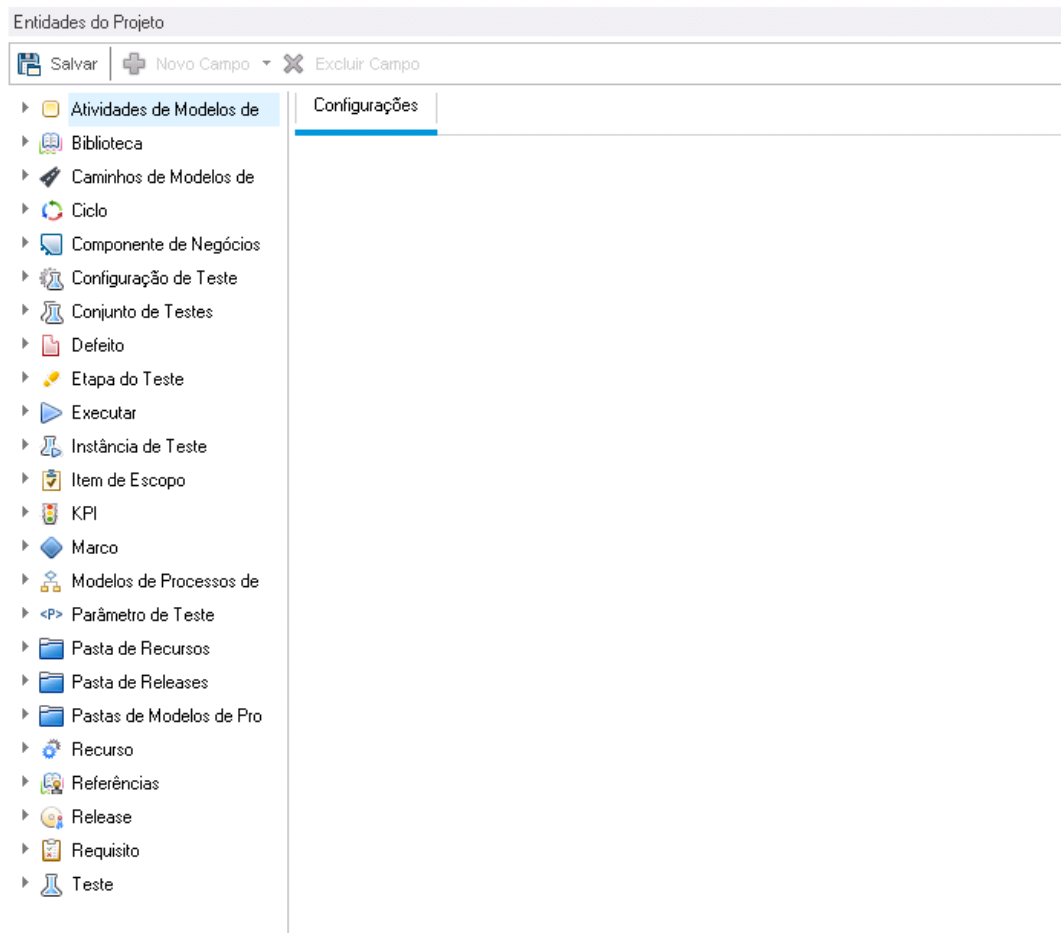 Entidades do Projeto
Salvar Novo Campo Excluir Campo
Atividades de Modelos de
Configurações
Biblioteca
Caminhos de Modelos de
Ciclo
Componente de Negócios
Configuração de Teste
Conjunto de Testes
Defeito
Etapa do Teste
Executar
Instância de Teste
Item de Escopo
KPI
Marco
Modelos de Processos de
<P> Parâmetro de Teste
Pasta de Recursos
Pasta de Releases
Pastas de Modelos de Pro
Recurso
Referências
Release
Requisito
Teste